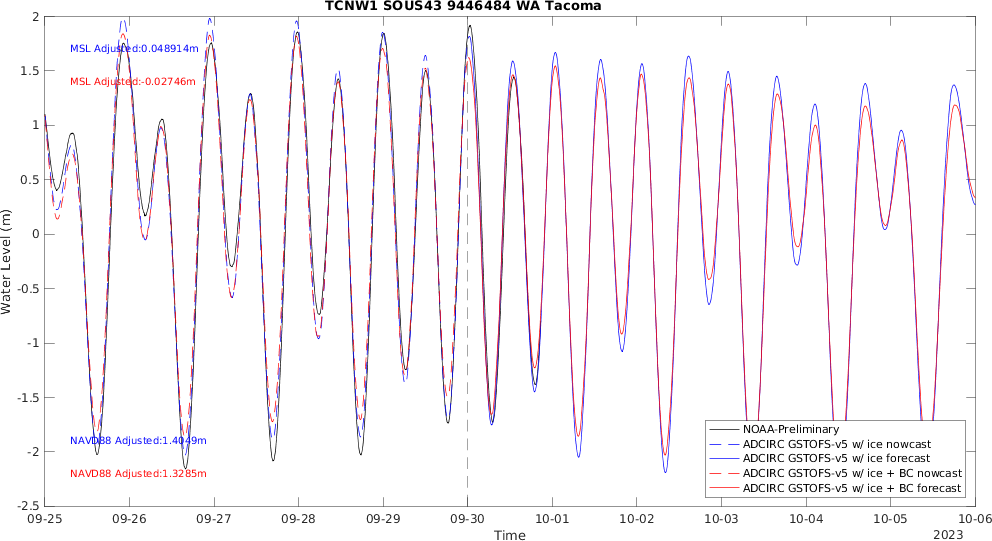 TCNW1 SOUS43 9446484 WA Tacoma
2
1.5
1
0.5
0
-0.5
-1
-1.5
-2
-2.5
Water Level (m)
MSL Adjusted:0.048914m
MSL Adjusted:-0.02746m
NAVD88 Adjusted:1.4049m
NAVD88 Adjusted:1.3285m
NOAA-Preliminary
ADCIRC GSTOFS-v5 w/ ice nowcast
ADCIRC GSTOFS-v5 w/ ice forecast
ADCIRC GSTOFS-v5 w/ ice + BC nowcast
ADCIRC GSTOFS-v5 w/ ice + BC forecast
09-25 09-26 09-27 09-28 09-29 09-30 10-01 10-02 10-03 10-04 10-05 10-06
Time
2023